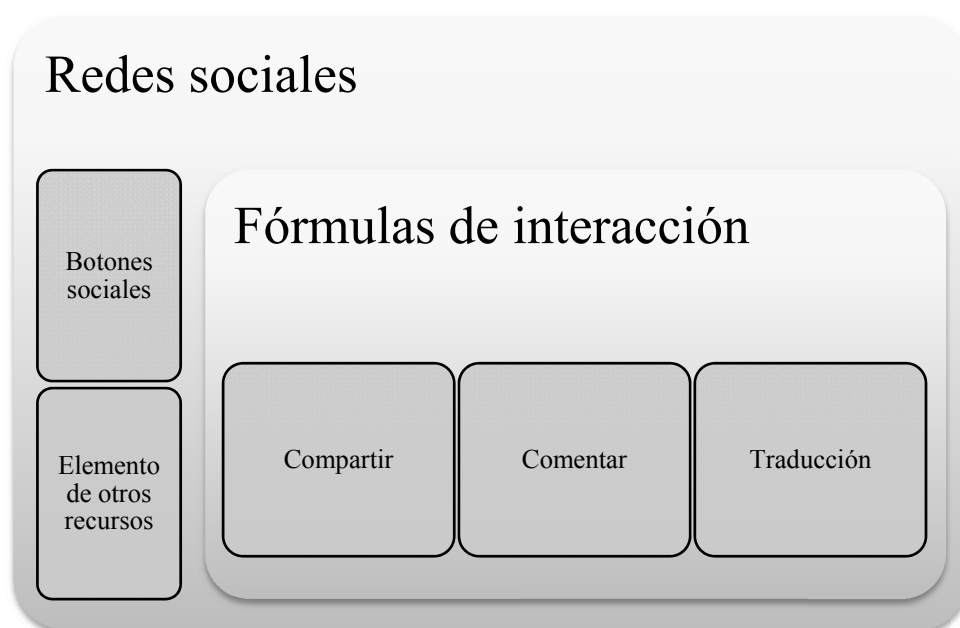 Redes sociales
Botones
sociales
Elemento
de otros
recursos
Fórmulas de interacción
Compartir
Comentar
Traducción